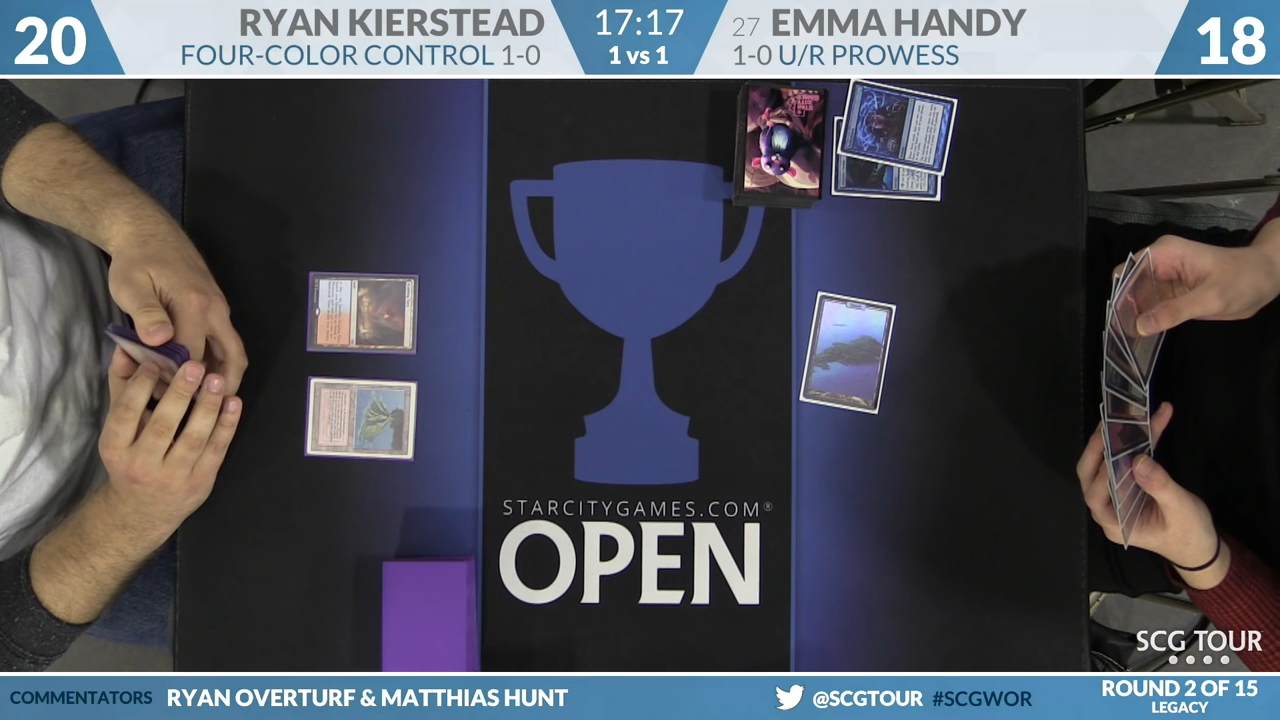 20
RYAN KIERSTEAD
FOUR-COLOR CONTROL 1-0
17:17
1 vs 1
27 EMMA HANDY
1-0 U/R PROWESS
18
STARCITYGAMES.COM®
OPEN
SCG TOUR
COMMENTATORS RYAN OVERTURF & MATTHIAS HUNT
@SCGTOUR #SCGWOR
ROUND 2 OF 15
LEGACY